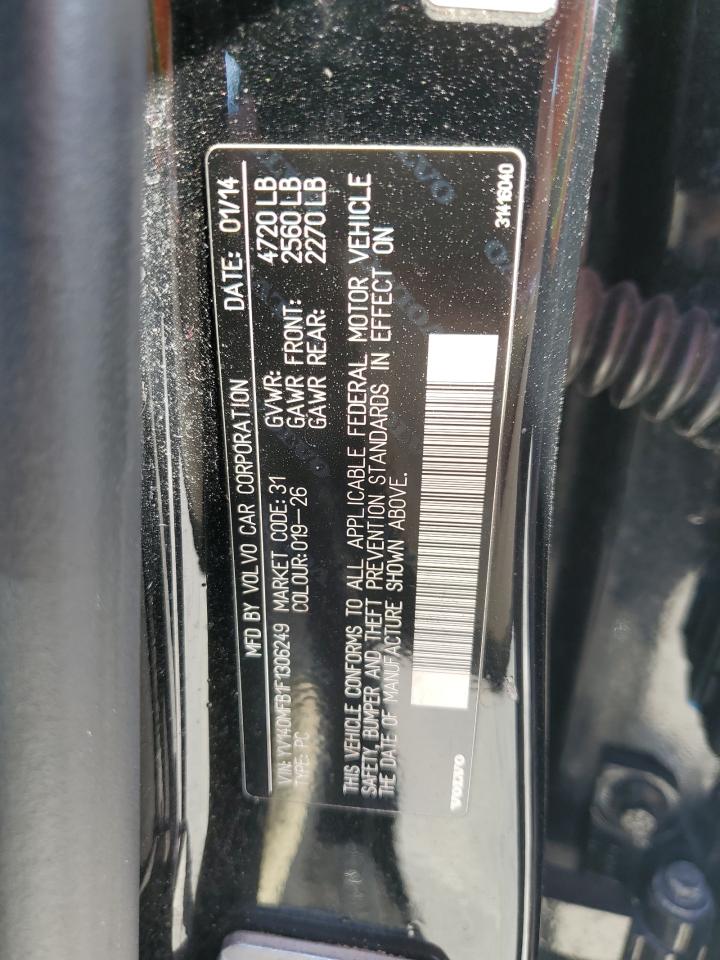 MFD BY VOLVO CAR CORPORATION DATE: 01/14
VIN: YV140MFB1F1306249 MARKET CODE: 31 GVWR: 4720 LB
TYPE: PC COLOUR: 019-26 GAWR FRONT: 2560 LB
GAWR REAR: 2270 LB
THIS VEHICLE CONFORMS TO ALL APPLICABLE FEDERAL MOTOR VEHICLE
SAFETY, BUMPER AND THEFT PREVENTION STANDARDS IN EFFECT ON
THE DATE OF MANUFACTURE SHOWN ABOVE.
VOLVO 31416040